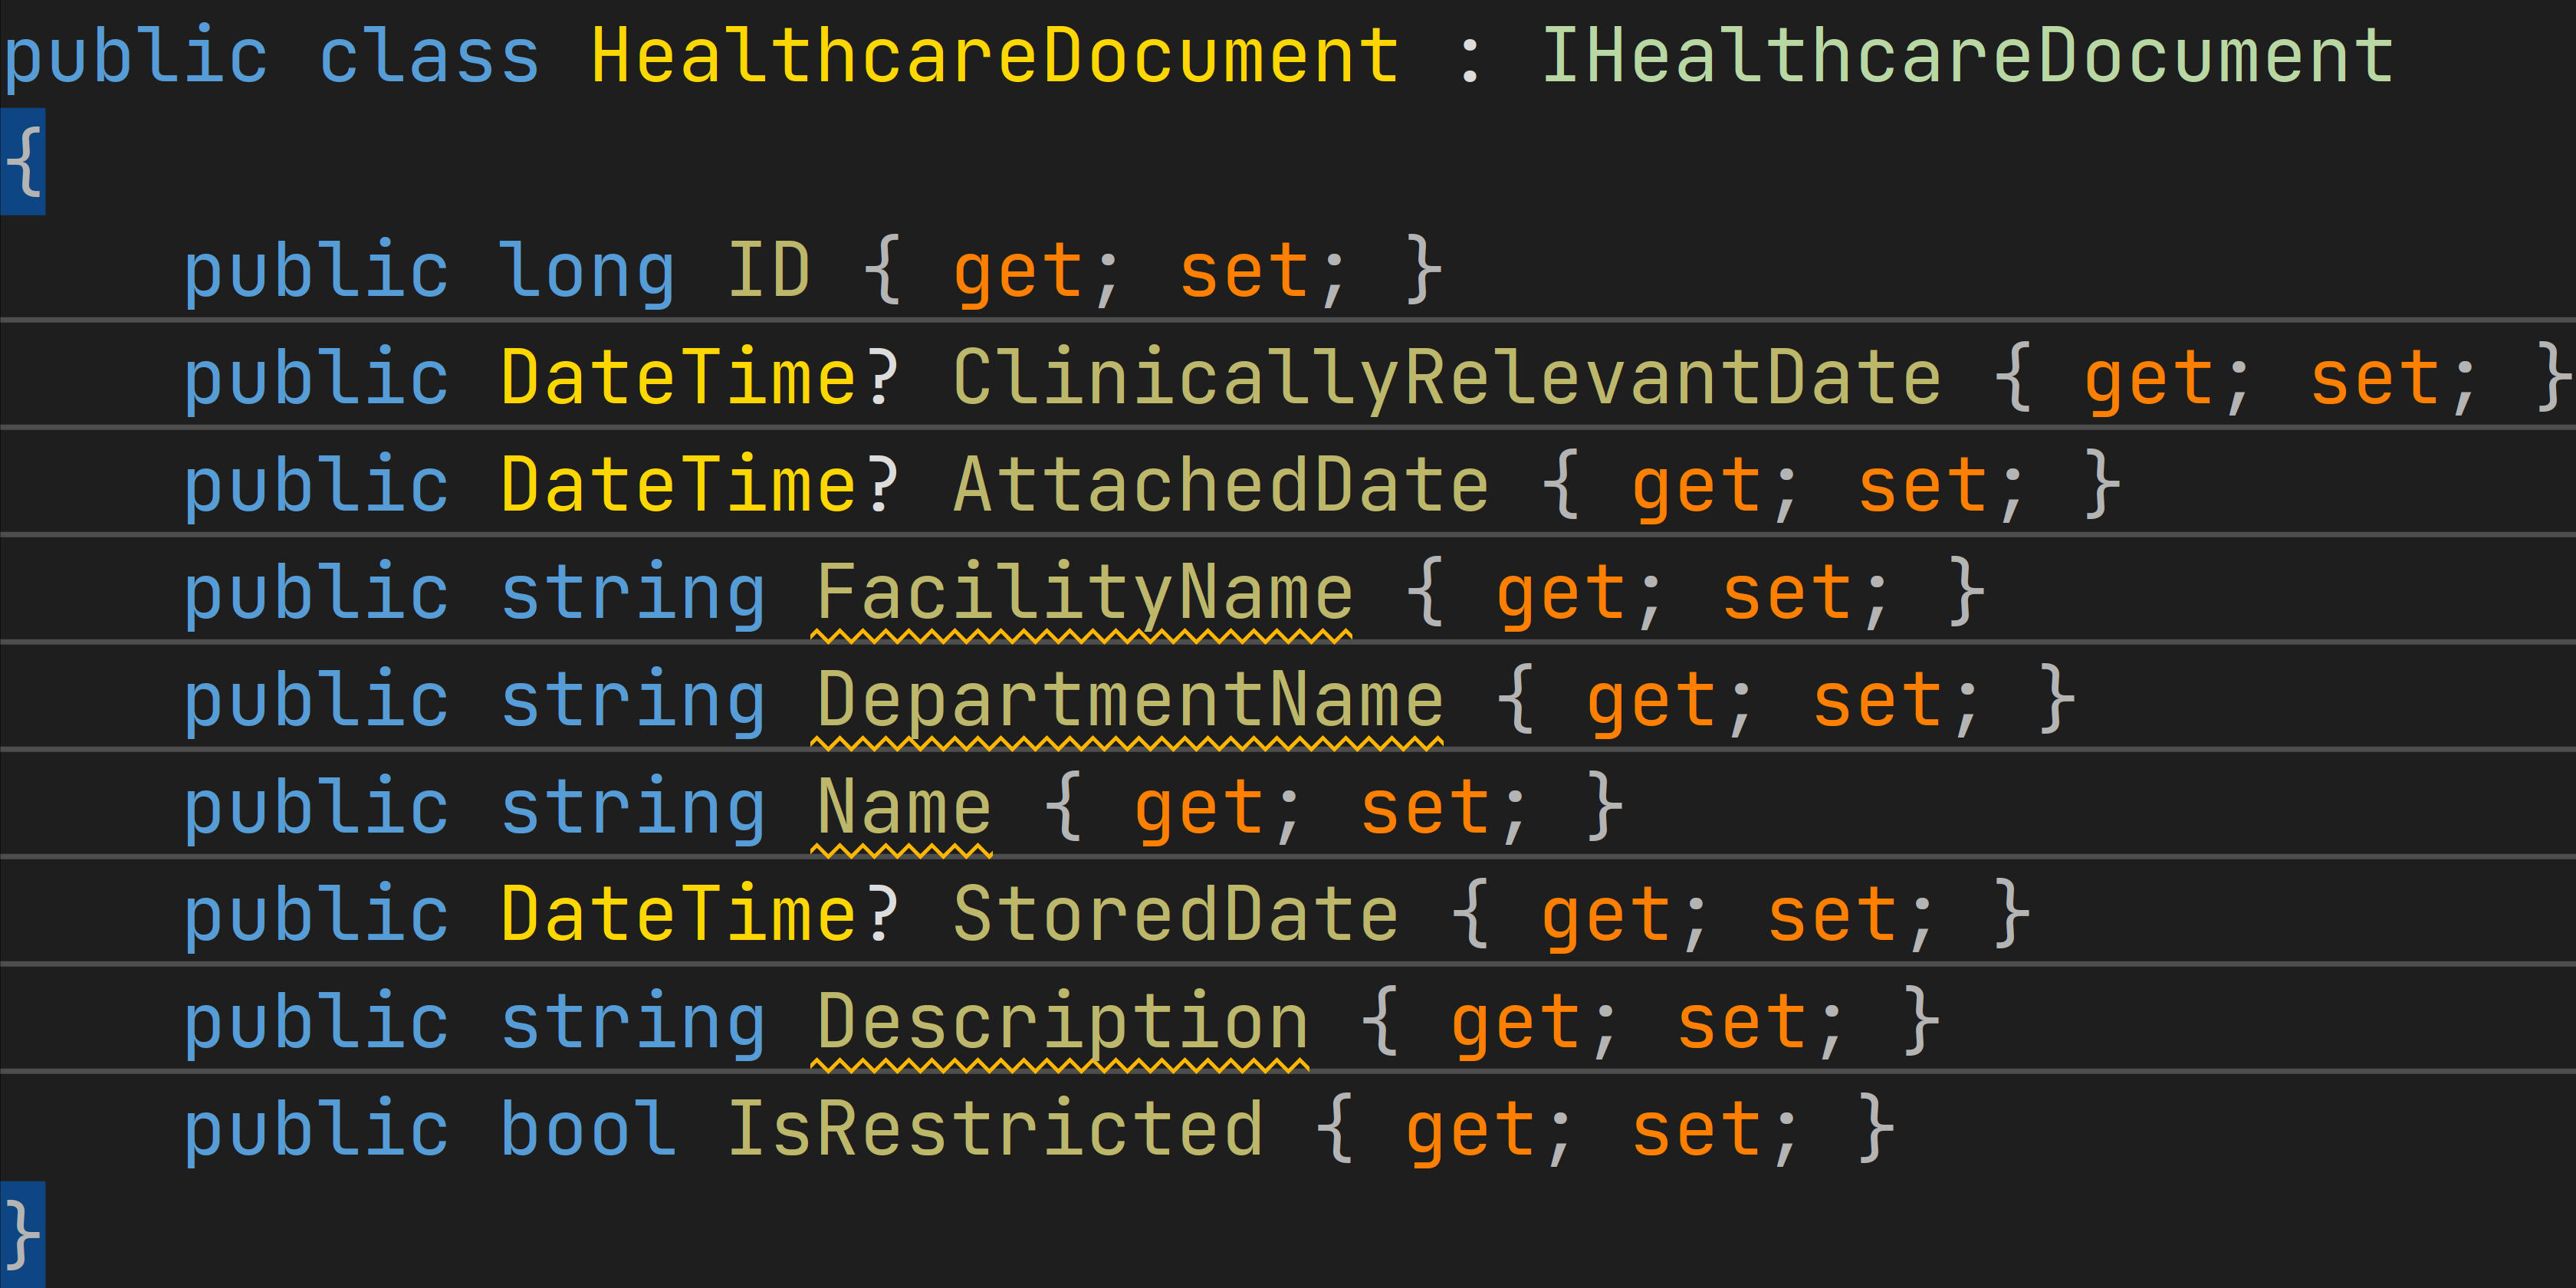 public class HealthcareDocument : IHealthcareDocument
{
    public long ID { get; set; }
    public DateTime? ClinicallyRelevantDate { get; set; }
    public DateTime? AttachedDate { get; set; }
    public string FacilityName { get; set; }
    public string DepartmentName { get; set; }
    public string Name { get; set; }
    public DateTime? StoredDate { get; set; }
    public string Description { get; set; }
    public bool IsRestricted { get; set; }
}